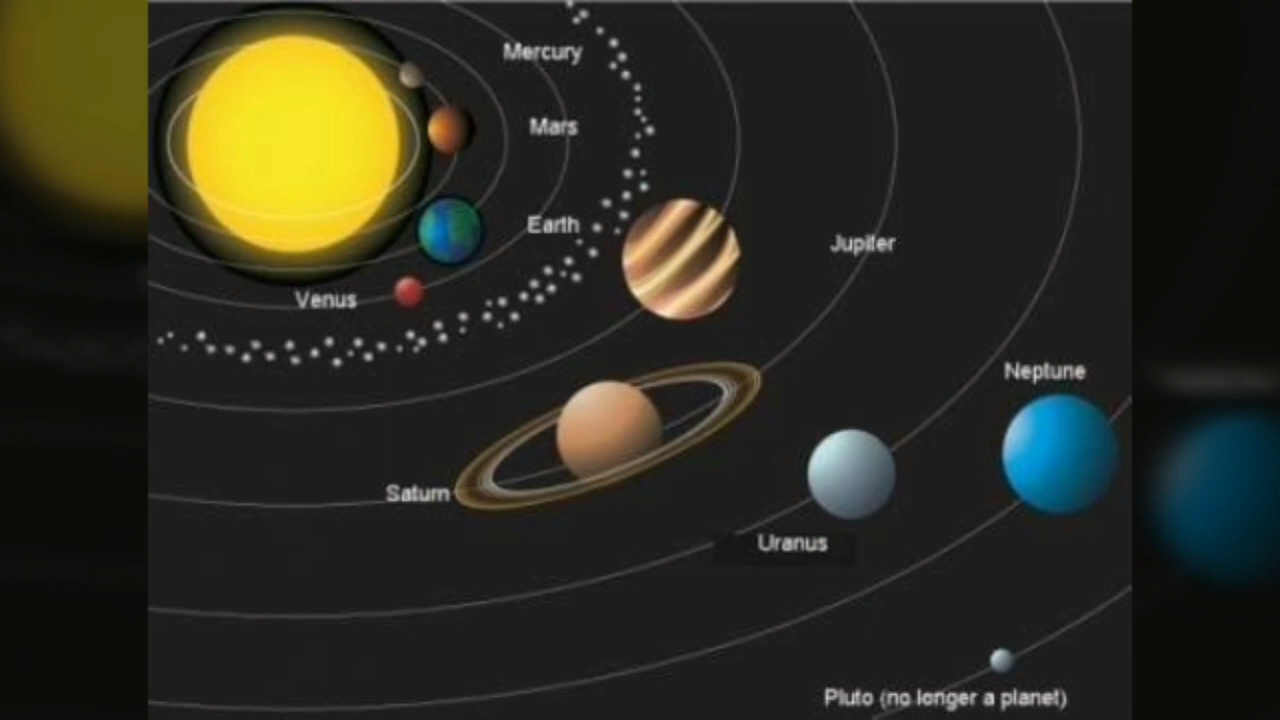 Mercury
Mars
Earth
Jupiter
Venus
Neptune
Saturn
Uranus
Pluto (no longer a planet)